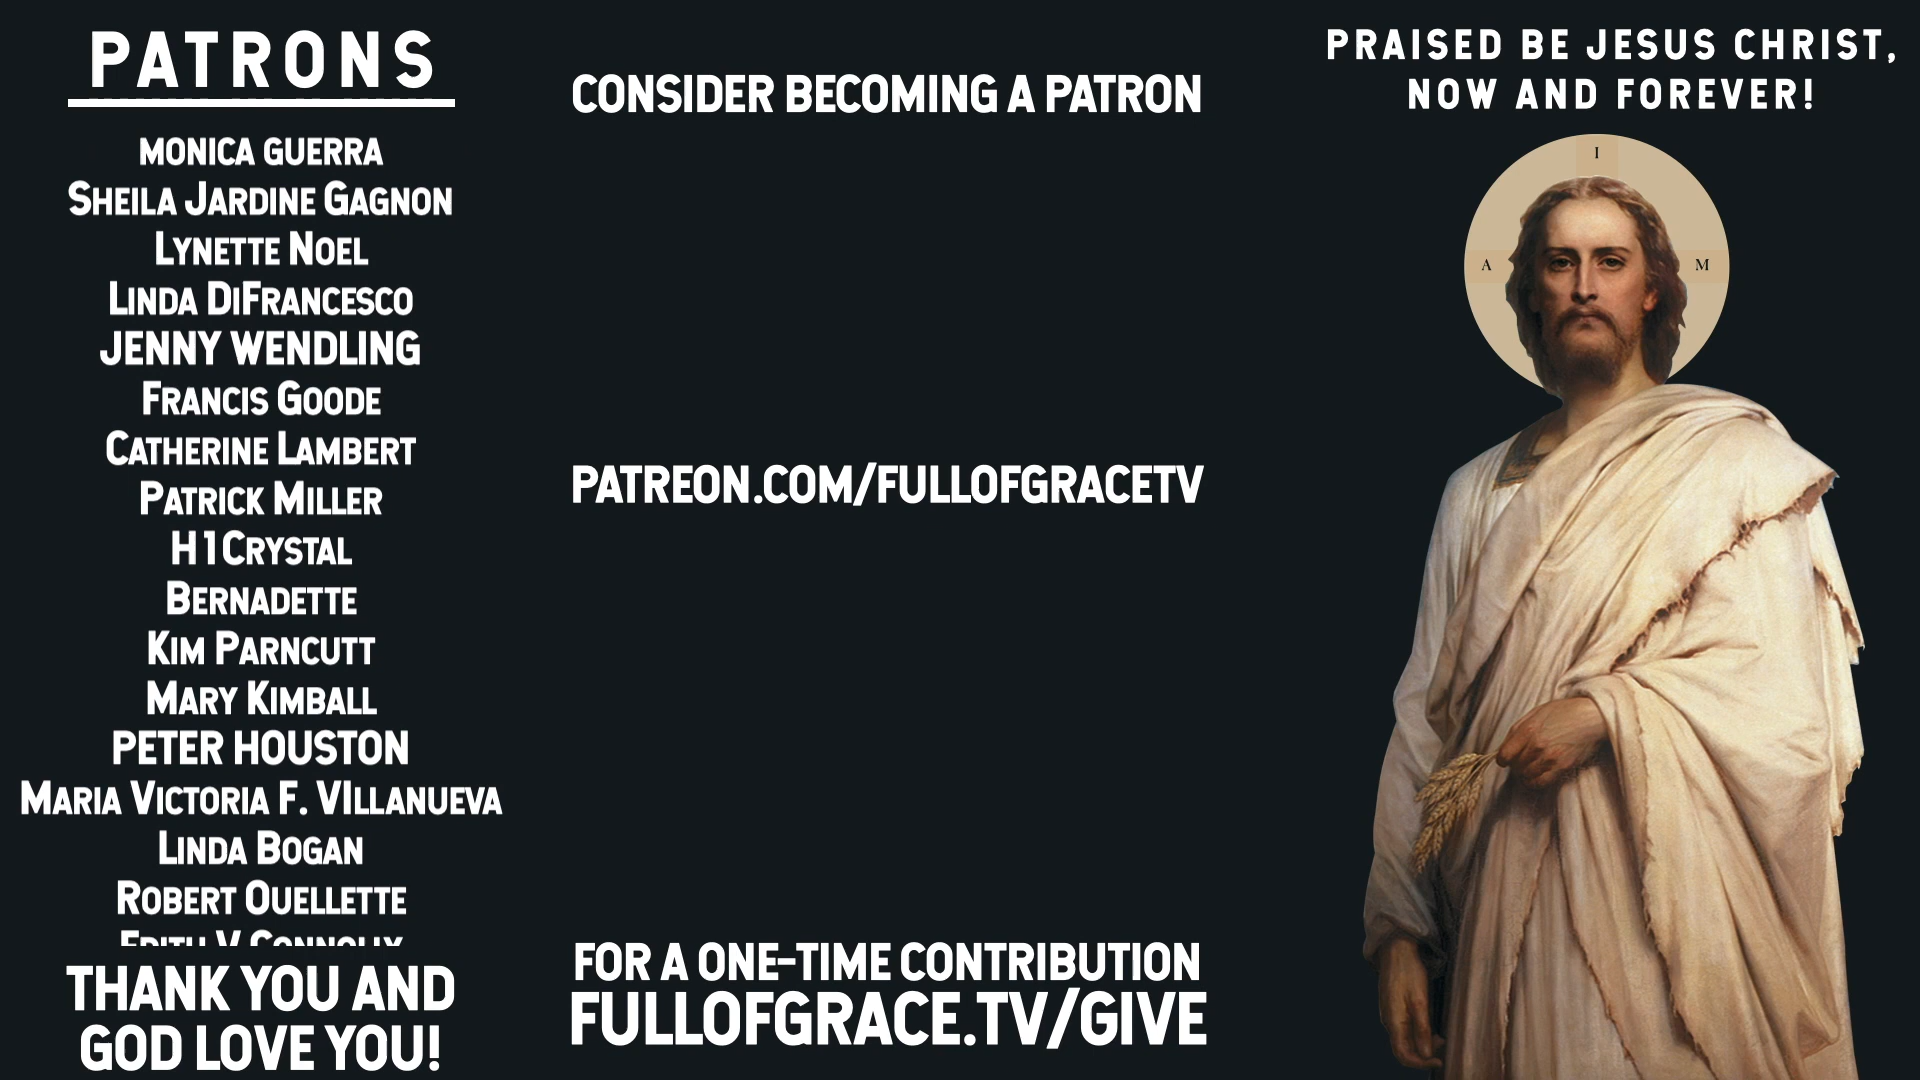 PATRONS
MONICA GUERRA
SHEILA JARDINE GAGNON
LYNETTE NOEL
LINDA DIFRANCESCO
JENNY WENDLING
FRANCIS GOODE
CATHERINE LAMBERT
PATRICK MILLER
H1CRYSTAL
BERNADETTE
KIM PARNCUTT
MARY KIMBALL
PETER HOUSTON
MARIA VICTORIA F. VILLANUEVA
LINDA BOGAN
ROBERT OUELLETTE
THANK YOU AND
GOD LOVE YOU!
CONSIDER BECOMING A PATRON
PATREON.COM/FULLOFGRACETV
FOR A ONE-TIME CONTRIBUTION
FULLOFGRACE.TV/GIVE
PRAISED BE JESUS CHRIST,
NOW AND FOREVER!
I
A M